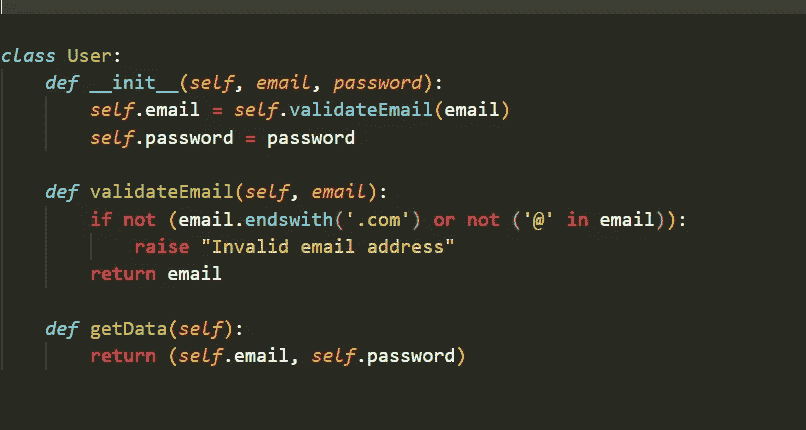 class User:
    def __init__(self, email, password):
        self.email = self.validateEmail(email)
        self.password = password
    def validateEmail(self, email):
        if not (email.endswith('.com') or not ('@' in email)):
            raise "Invalid email address"
        return email
    def getData(self):
        return (self.email, self.password)